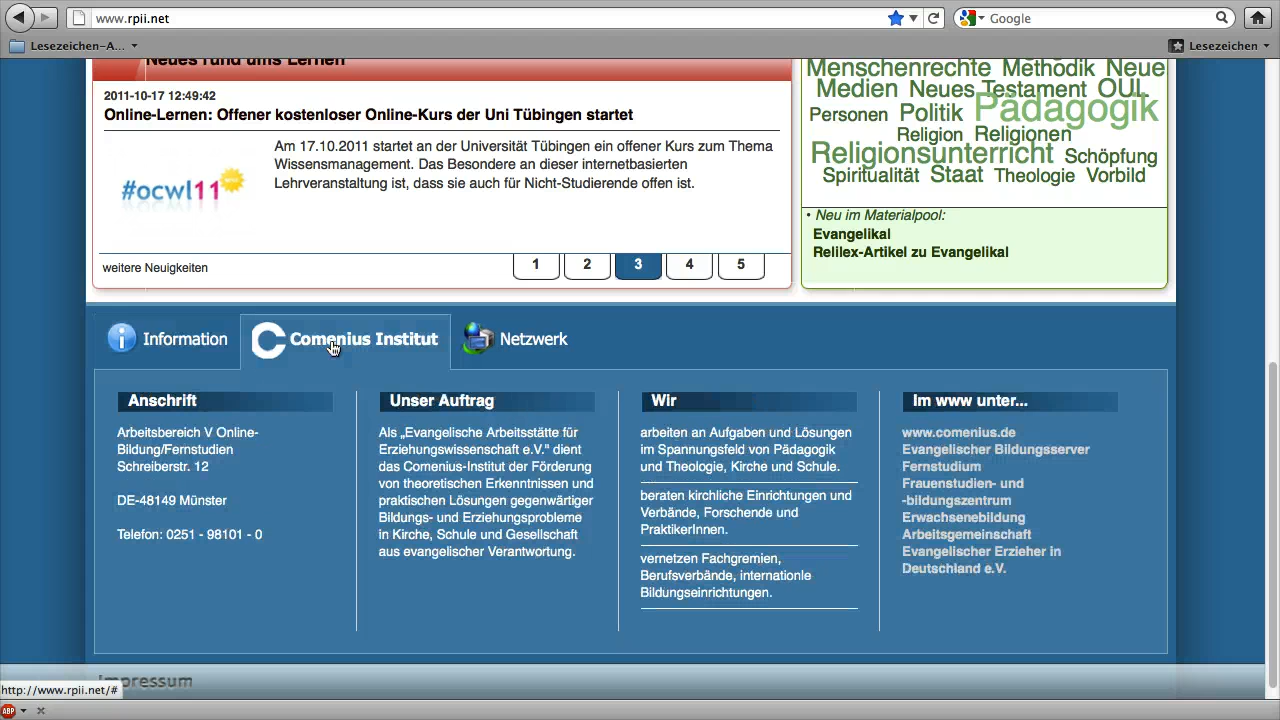 www.rpii.net
Google
Lesezeichen-A...
Lesezeichen
Neues rund ums Lernen
2011-10-17 12:49:42
Online-Lernen: Offener kostenloser Online-Kurs der Uni Tübingen startet
#ocwl11
Am 17.10.2011 startet an der Universität Tübingen ein offener Kurs zum Thema
Wissensmanagement. Das Besondere an dieser internetbasierten
Lehrveranstaltung ist, dass sie auch für Nicht-Studierende offen ist.
weitere Neuigkeiten
1 2 3 4 5
Menschenrechte Methodik Neue
Medien Neues Testament OUL
Personen Politik Pädagogik
Religion Religionen
Religionsunterricht Schöpfung
Spiritualität Staat Theologie Vorbild
• Neu im Materialpool:
Evangelikal
Relilex-Artikel zu Evangelikal
Information
Comenius Institut
Netzwerk
Anschrift
Arbeitsbereich V Online-
Bildung/Fernstudien
Schreiberstr. 12
DE-48149 Münster
Telefon: 0251 - 98101 - 0
Unser Auftrag
Als „Evangelische Arbeitsstätte für
Erziehungswissenschaft e.V." dient
das Comenius-Institut der Förderung
von theoretischen Erkenntnissen und
praktischen Lösungen gegenwärtiger
Bildungs- und Erziehungsprobleme
in Kirche, Schule und Gesellschaft
aus evangelischer Verantwortung.
Wir
arbeiten an Aufgaben und Lösungen
im Spannungsfeld von Pädagogik
und Theologie, Kirche und Schule.
beraten kirchliche Einrichtungen und
Verbände, Forschende und
PraktikerInnen.
vernetzen Fachgremien,
Berufsverbände, internationle
Bildungseinrichtungen.
Im www unter...
www.comenius.de
Evangelischer Bildungsserver
Fernstudium
Frauenstudien- und
-bildungszentrum
Erwachsenebildung
Arbeitsgemeinschaft
Evangelischer Erzieher in
Deutschland e.V.
Impressum
http://www.rpii.net/#
ABP